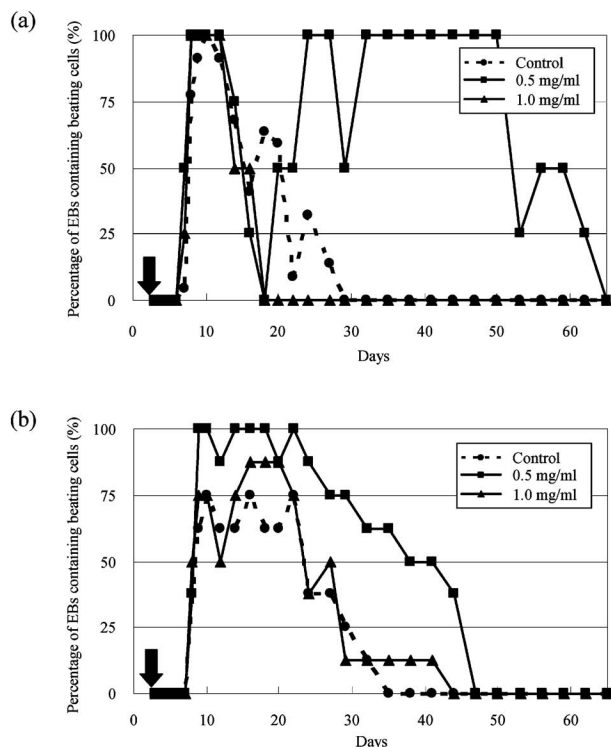 (a)
Percentage of EBs containing beating cells (%)
100
75
50
25
0
0 10 20 30 40 50 60
Days
Control
0.5 mg/ml
1.0 mg/ml
(b)
Percentage of EBs containing beating cells (%)
100
75
50
25
0
0 10 20 30 40 50 60
Days
Control
0.5 mg/ml
1.0 mg/ml